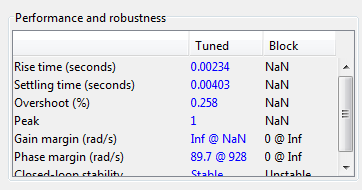 Performance and robustness
Tuned Block
Rise time (seconds) 0.00234 NaN
Settling time (seconds) 0.00403 NaN
Overshoot (%) 0.258 NaN
Peak 1 NaN
Gain margin (rad/s) Inf @ NaN 0 @ Inf
Phase margin (rad/s) 89.7 @ 928 0 @ Inf
Closed-loop stability Stable Unstable